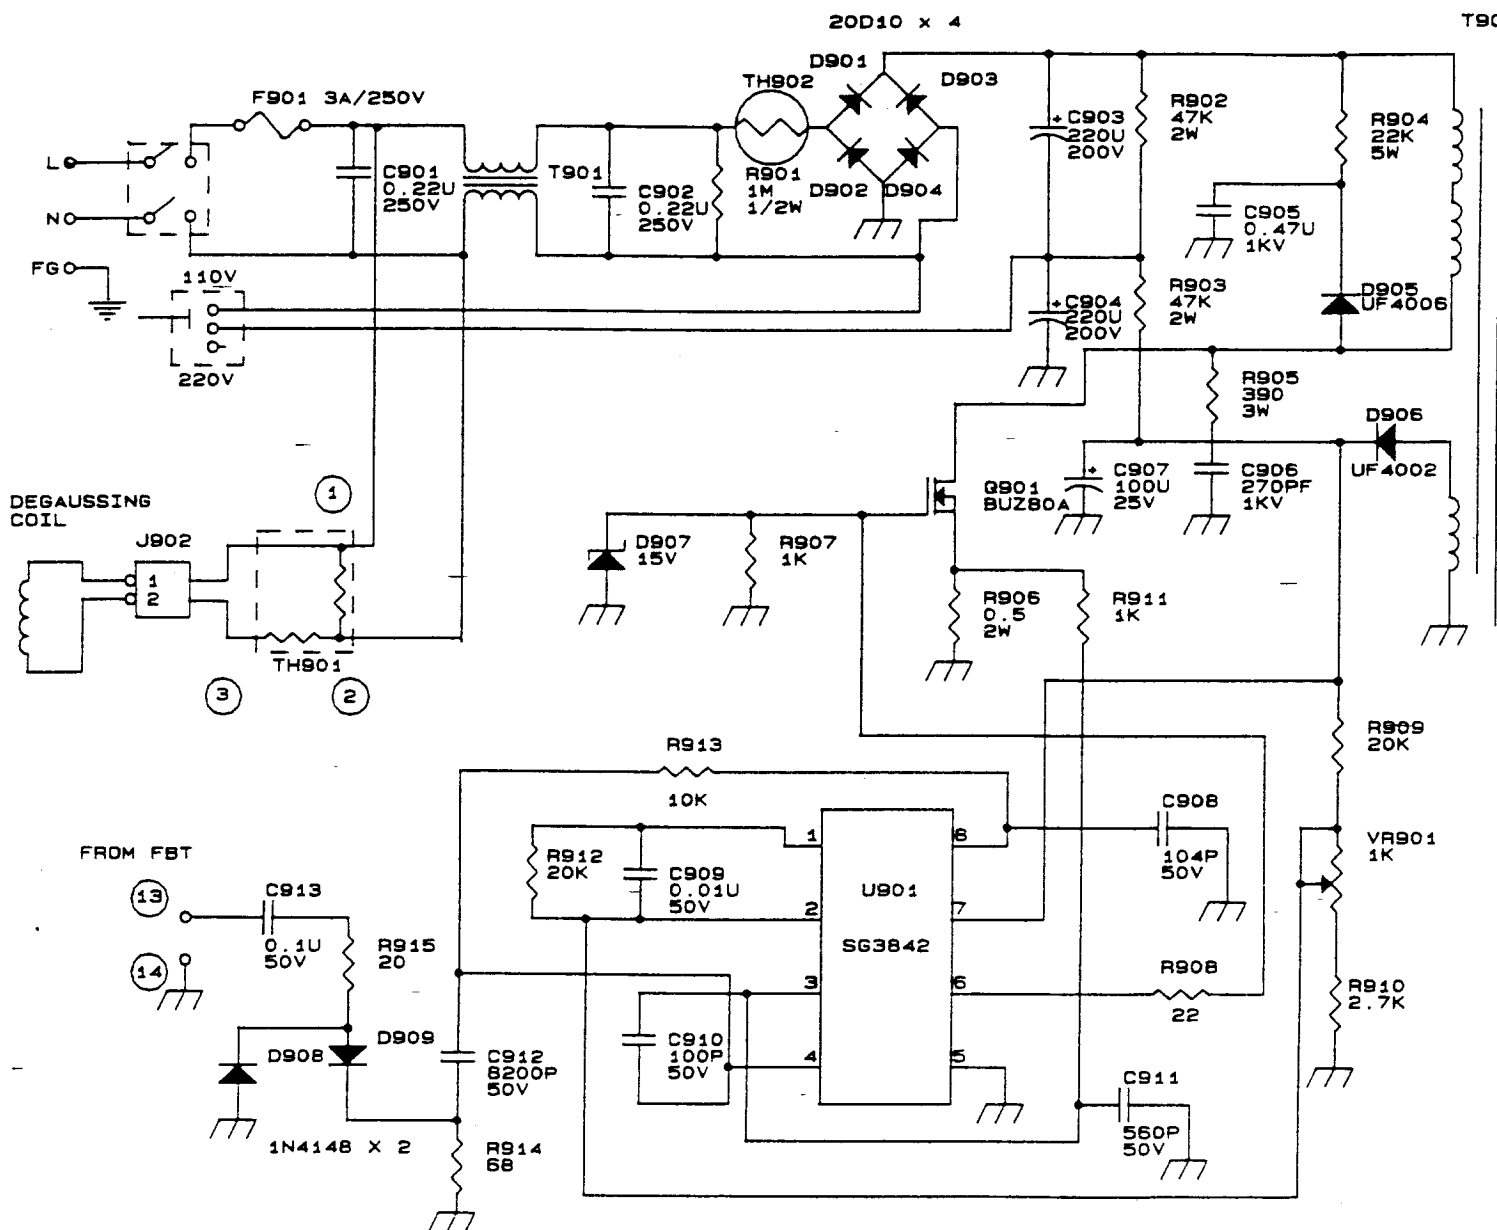 20D10 x 4
T90
D901
D903
TH902
F901 3A/250V
C903
220U
200V
R902
47K
2W
R904
22K
5W
L
C901
0.22U
250V
T901
C902
0.22U
250V
R901
1M
1/2W
D902
D904
N
C905
0.47U
1KV
FG
110V
C904
220U
200V
R903
47K
2W
D905
UF4006
220V
R905
390
3W
D906
UF4002
Q901
BUZ80A
C907
100U
25V
C906
270PF
1KV
DEGAUSSING
COIL
1
J902
1
2
D907
15V
R907
1K
R906
0.5
2W
R911
1K
TH901
3
2
R913
10K
R909
20K
C908
104P
50V
VR901
1K
FROM FBT
13
14
C913
0.1U
50V
R915
20
R912
20K
C909
0.01U
50V
1
2
3
4
U901
SG3842
8
7
6
5
R908
22
R910
2.7K
D908
D909
C912
8200P
50V
C910
100P
50V
C911
560P
50V
1N4148 X 2
R914
68